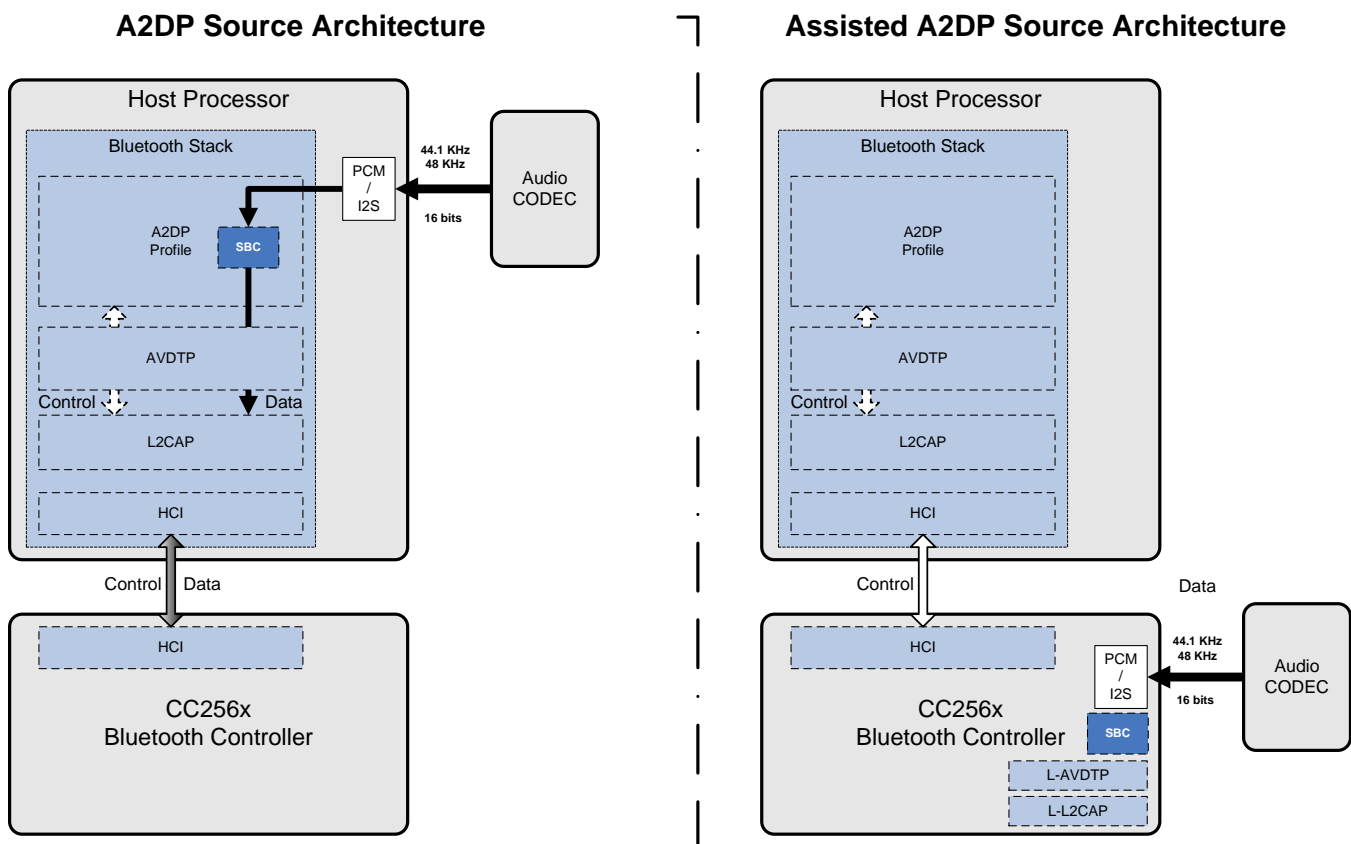 A2DP Source Architecture
Host Processor
Bluetooth Stack
A2DP
Profile
SBC
PCM
/
I2S
44.1 KHz
48 KHz
16 bits
Audio
CODEC
AVDTP
Control
Data
L2CAP
HCI
Control
Data
HCI
CC256x
Bluetooth Controller
Assisted A2DP Source Architecture
Host Processor
Bluetooth Stack
A2DP
Profile
AVDTP
Control
L2CAP
HCI
Control
Data
HCI
PCM
/
I2S
44.1 KHz
48 KHz
16 bits
Audio
CODEC
CC256x
Bluetooth Controller
SBC
L-AVDTP
L-L2CAP